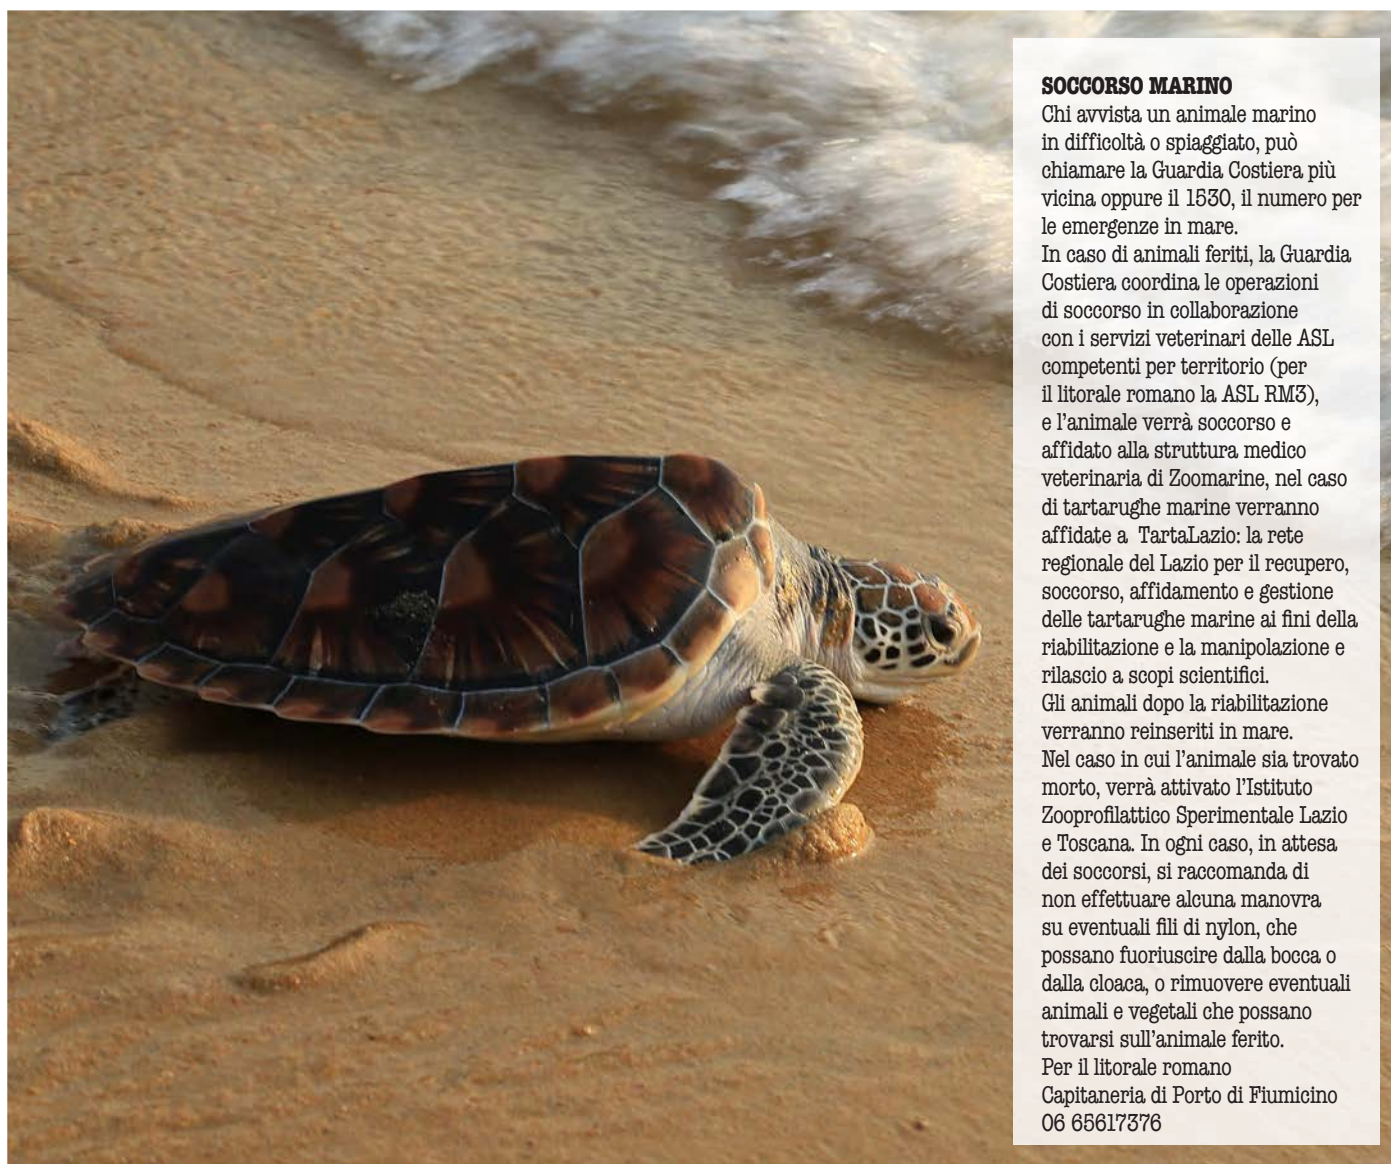 SOCCORSO MARINO
Chi avvista un animale marino
in difficoltà o spiaggiato, può
chiamare la Guardia Costiera più
vicina oppure il 1530, il numero per
le emergenze in mare.
In caso di animali feriti, la Guardia
Costiera coordina le operazioni
di soccorso in collaborazione
con i servizi veterinari delle ASL
competenti per territorio (per
il litorale romano la ASL RM3),
e l'animale verrà soccorso e
affidato alla struttura medico
veterinaria di Zoomarine, nel caso
di tartarughe marine verranno
affidate a  TartaLazio: la rete
regionale del Lazio per il recupero,
soccorso, affidamento e gestione
delle tartarughe marine ai fini della
riabilitazione e la manipolazione e
rilascio a scopi scientifici.
Gli animali dopo la riabilitazione
verranno reinseriti in mare.
Nel caso in cui l'animale sia trovato
morto, verrà attivato l'Istituto
Zooprofilattico Sperimentale Lazio
e Toscana. In ogni caso, in attesa
dei soccorsi, si raccomanda di
non effettuare alcuna manovra
su eventuali fili di nylon, che
possano fuoriuscire dalla bocca o
dalla cloaca, o rimuovere eventuali
animali e vegetali che possano
trovarsi sull'animale ferito.
Per il litorale romano
Capitaneria di Porto di Fiumicino
06 65617376